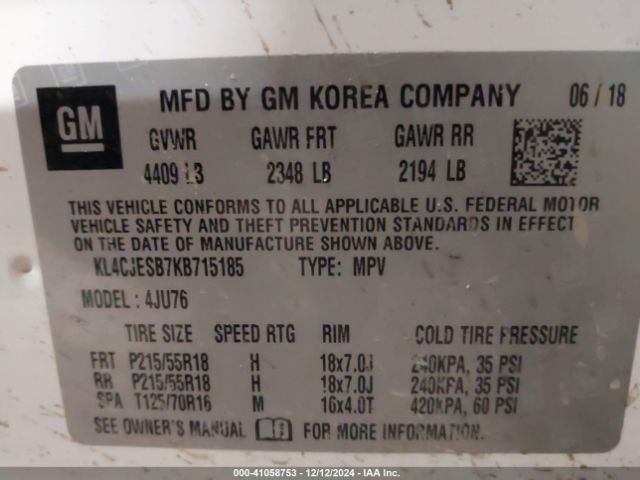 GM
MFD BY GM KOREA COMPANY 06/18
GVWR GAWR FRT GAWR RR
4409 LB 2348 LB 2194 LB
THIS VEHICLE CONFORMS TO ALL APPLICABLE U.S. FEDERAL MOTOR
VEHICLE SAFETY AND THEFT PREVENTION STANDARDS IN EFFECT
ON THE DATE OF MANUFACTURE SHOWN ABOVE.
KL4CJESB7KB715185 TYPE: MPV
MODEL: 4JU76
TIRE SIZE SPEED RTG RIM COLD TIRE PRESSURE
FRT P215/55R18 H 18x7.0J 240KPA, 35 PSI
RR P215/55R18 H 18x7.0J 240KPA, 35 PSI
SPA T125/70R16 M 16x4.0T 420KPA, 60 PSI
SEE OWNER'S MANUAL FOR MORE INFORMATION.
000-41058753 - 12/12/2024 - IAA Inc.